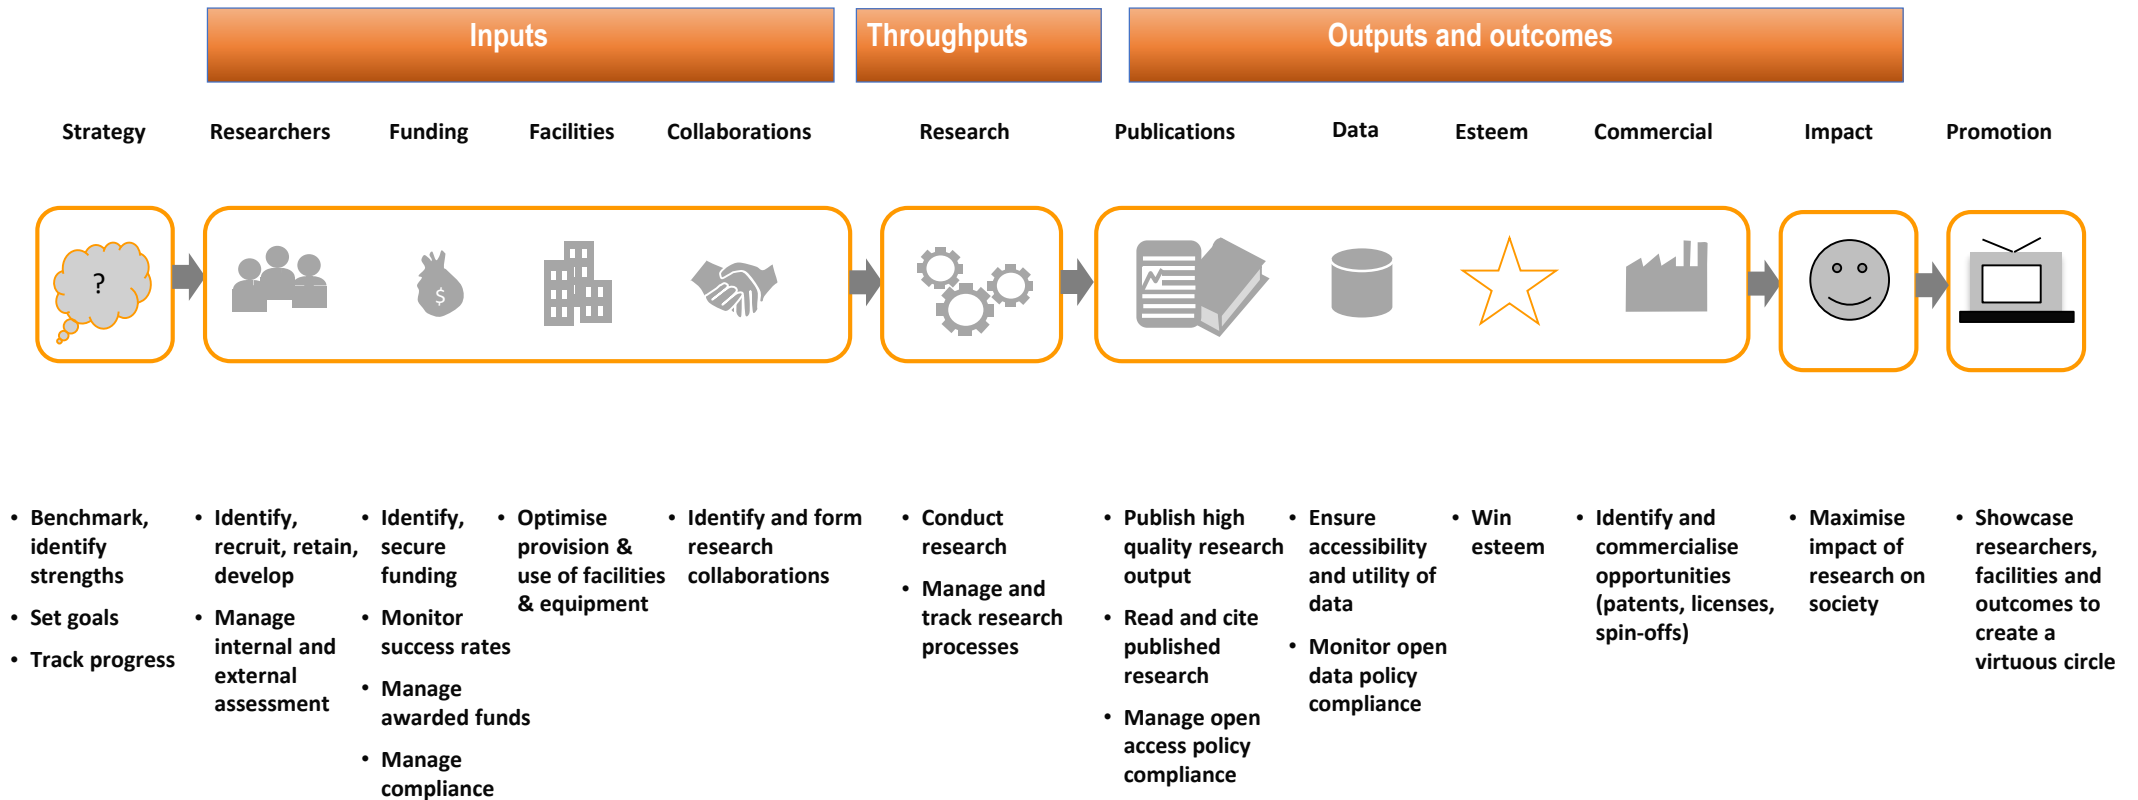 Inputs
Throughputs
Outputs and outcomes
Strategy
Researchers
Funding
Facilities
Collaborations
Research
Publications
Data
Esteem
Commercial
Impact
Promotion
?
$
• Benchmark,
identify
strengths
• Set goals
• Track progress
• Identify,
recruit, retain,
develop
• Manage
internal and
external
assessment
• Identify,
secure
funding
• Monitor
success rates
• Manage
awarded funds
• Manage
compliance
• Optimise
provision &
use of facilities
& equipment
• Identify and form
research
collaborations
• Conduct
research
• Manage and
track research
processes
• Publish high
quality research
output
• Read and cite
published
research
• Manage open
access policy
compliance
• Ensure
accessibility
and utility of
data
• Monitor open
data policy
compliance
• Win
esteem
• Identify and
commercialise
opportunities
(patents, licenses,
spin-offs)
• Maximise
impact of
research on
society
• Showcase
researchers,
facilities and
outcomes to
create a
virtuous circle